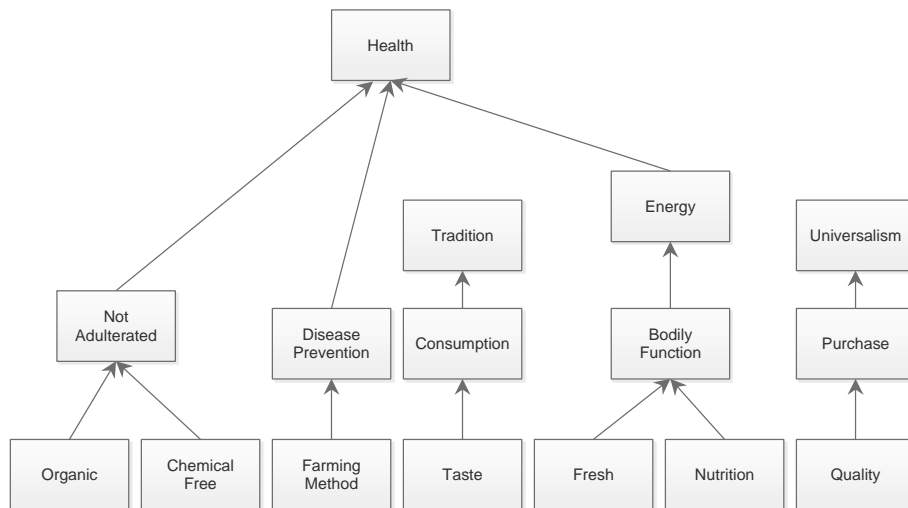 Health
Energy
Tradition
Universalism
Not
Adulterated
Disease
Prevention
Consumption
Bodily
Function
Purchase
Organic
Chemical
Free
Farming
Method
Taste
Fresh
Nutrition
Quality